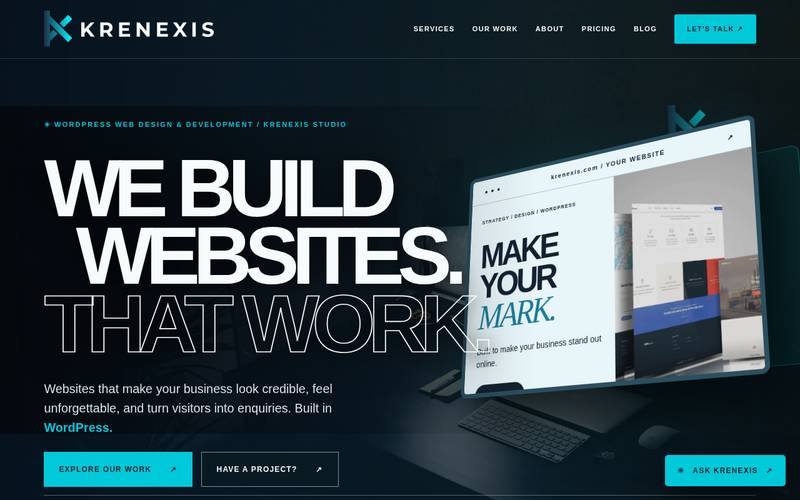 KRENEXIS
SERVICES OUR WORK ABOUT PRICING BLOG LET'S TALK ↗
✳ WORDPRESS WEB DESIGN & DEVELOPMENT / KRENEXIS STUDIO
WE BUILD
WEBSITES.
THAT WORK.
krenexis.com / YOUR WEBSITE ↗
STRATEGY / DESIGN / WORDPRESS
MAKE
YOUR
MARK.
Built to make your business stand out
online.
Websites that make your business look credible, feel
unforgettable, and turn visitors into enquiries. Built in
WordPress.
EXPLORE OUR WORK ↗
HAVE A PROJECT? ↗
✳ ASK KRENEXIS ↗